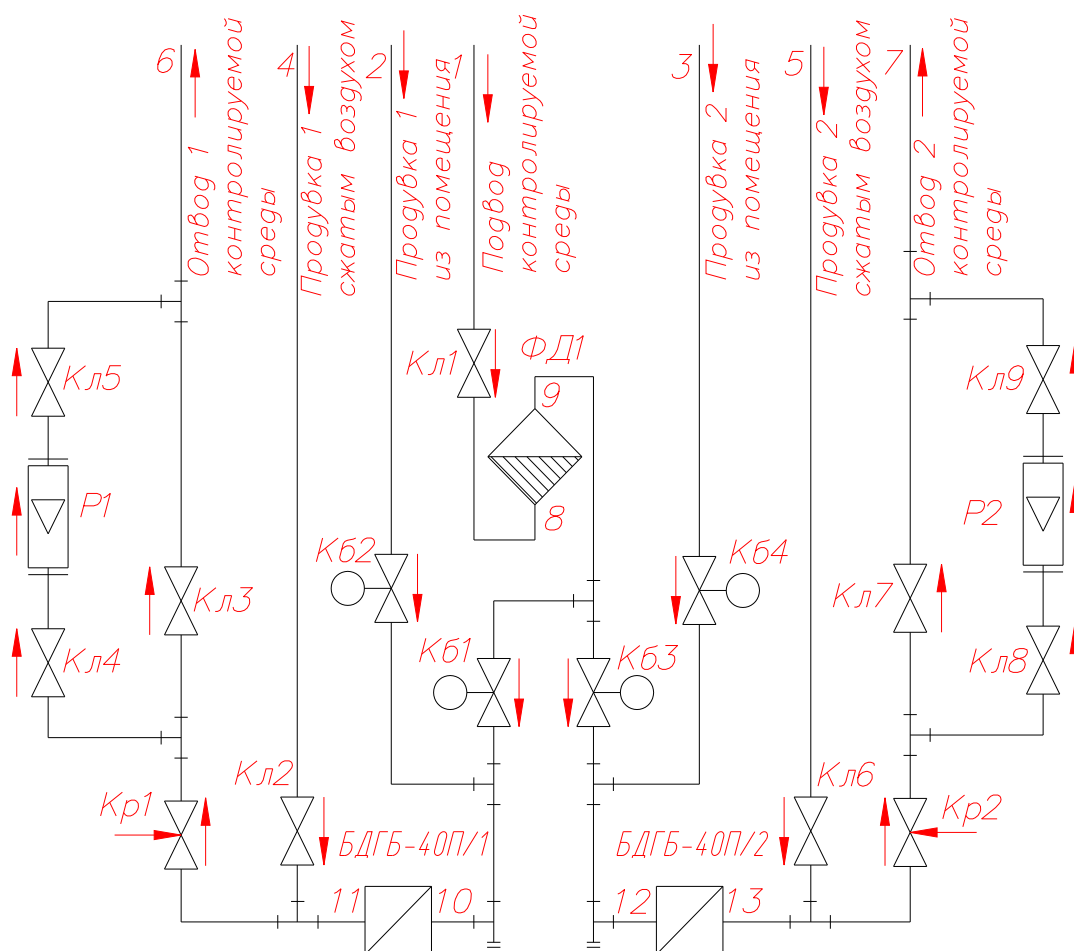 6
4
2
1
3
5
7
Отвод 1
контролируемой
среды
Продувка 1
сжатым воздухом
Продувка 1
из помещения
Подвод
контролируемой
среды
Продувка 2
из помещения
Продувка 2
сжатым воздухом
Отвод 2
контролируемой
среды
Кл1
ФД1
9
8
Кл5
Кл9
Р1
Р2
Кб2
Кб4
Кл3
Кл7
Кл4
Кб1
Кб3
Кл8
Кр1
Кл2
Кл6
Кр2
БДГБ-40П/1
БДГБ-40П/2
11
10
12
13